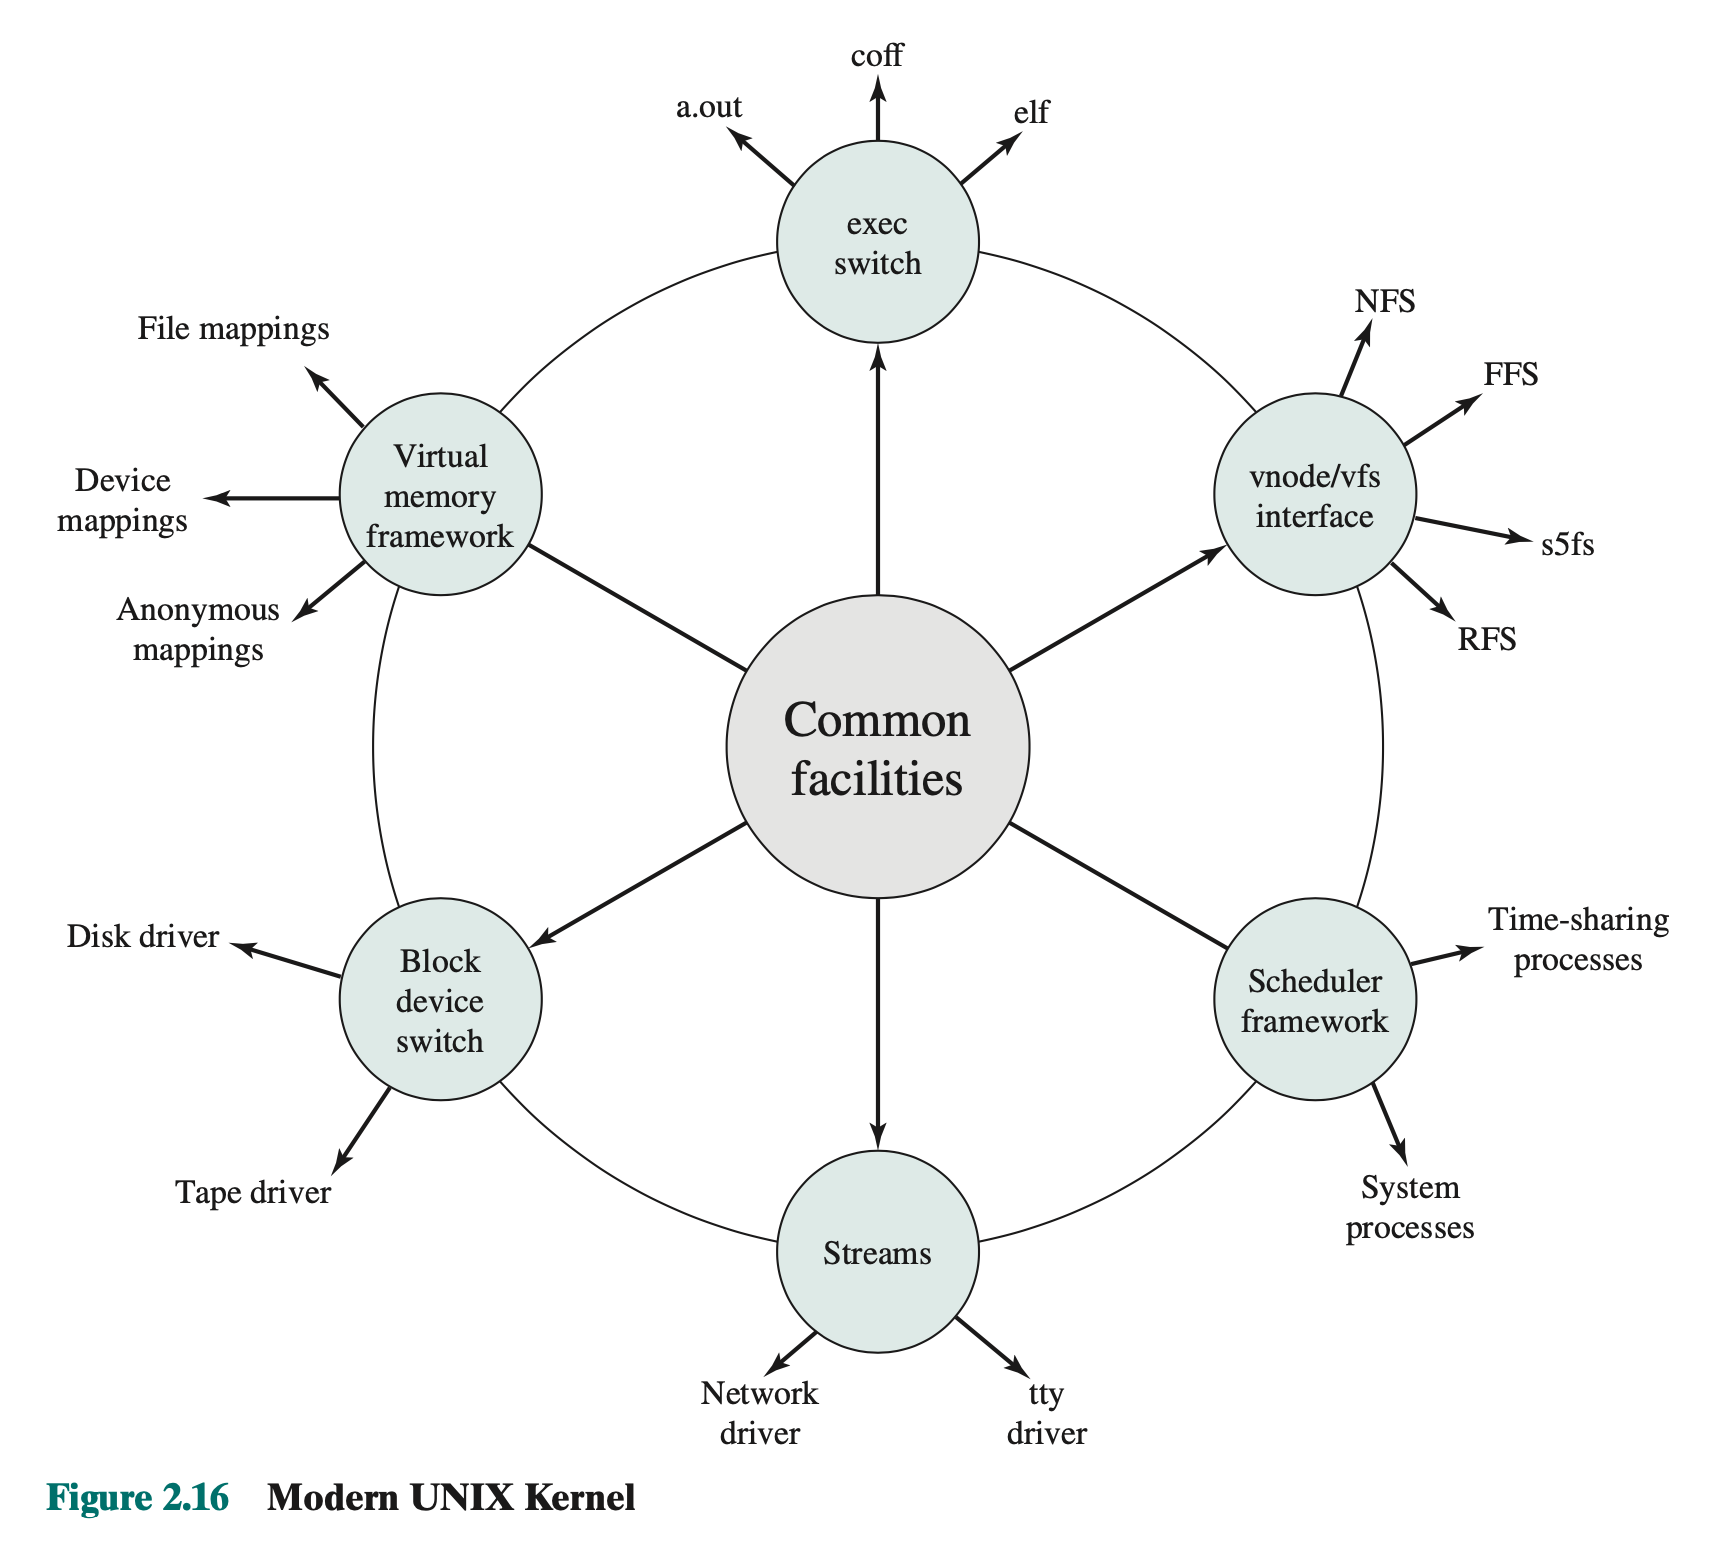 coff
a.out
elf
exec
switch
NFS
File mappings
FFS
Virtual
memory
framework
vnode/vfs
interface
Device
mappings
s5fs
Anonymous
mappings
RFS
Common
facilities
Disk driver
Time-sharing
processes
Block
device
switch
Scheduler
framework
Tape driver
System
processes
Streams
Network
driver
tty
driver
Figure 2.16 Modern UNIX Kernel